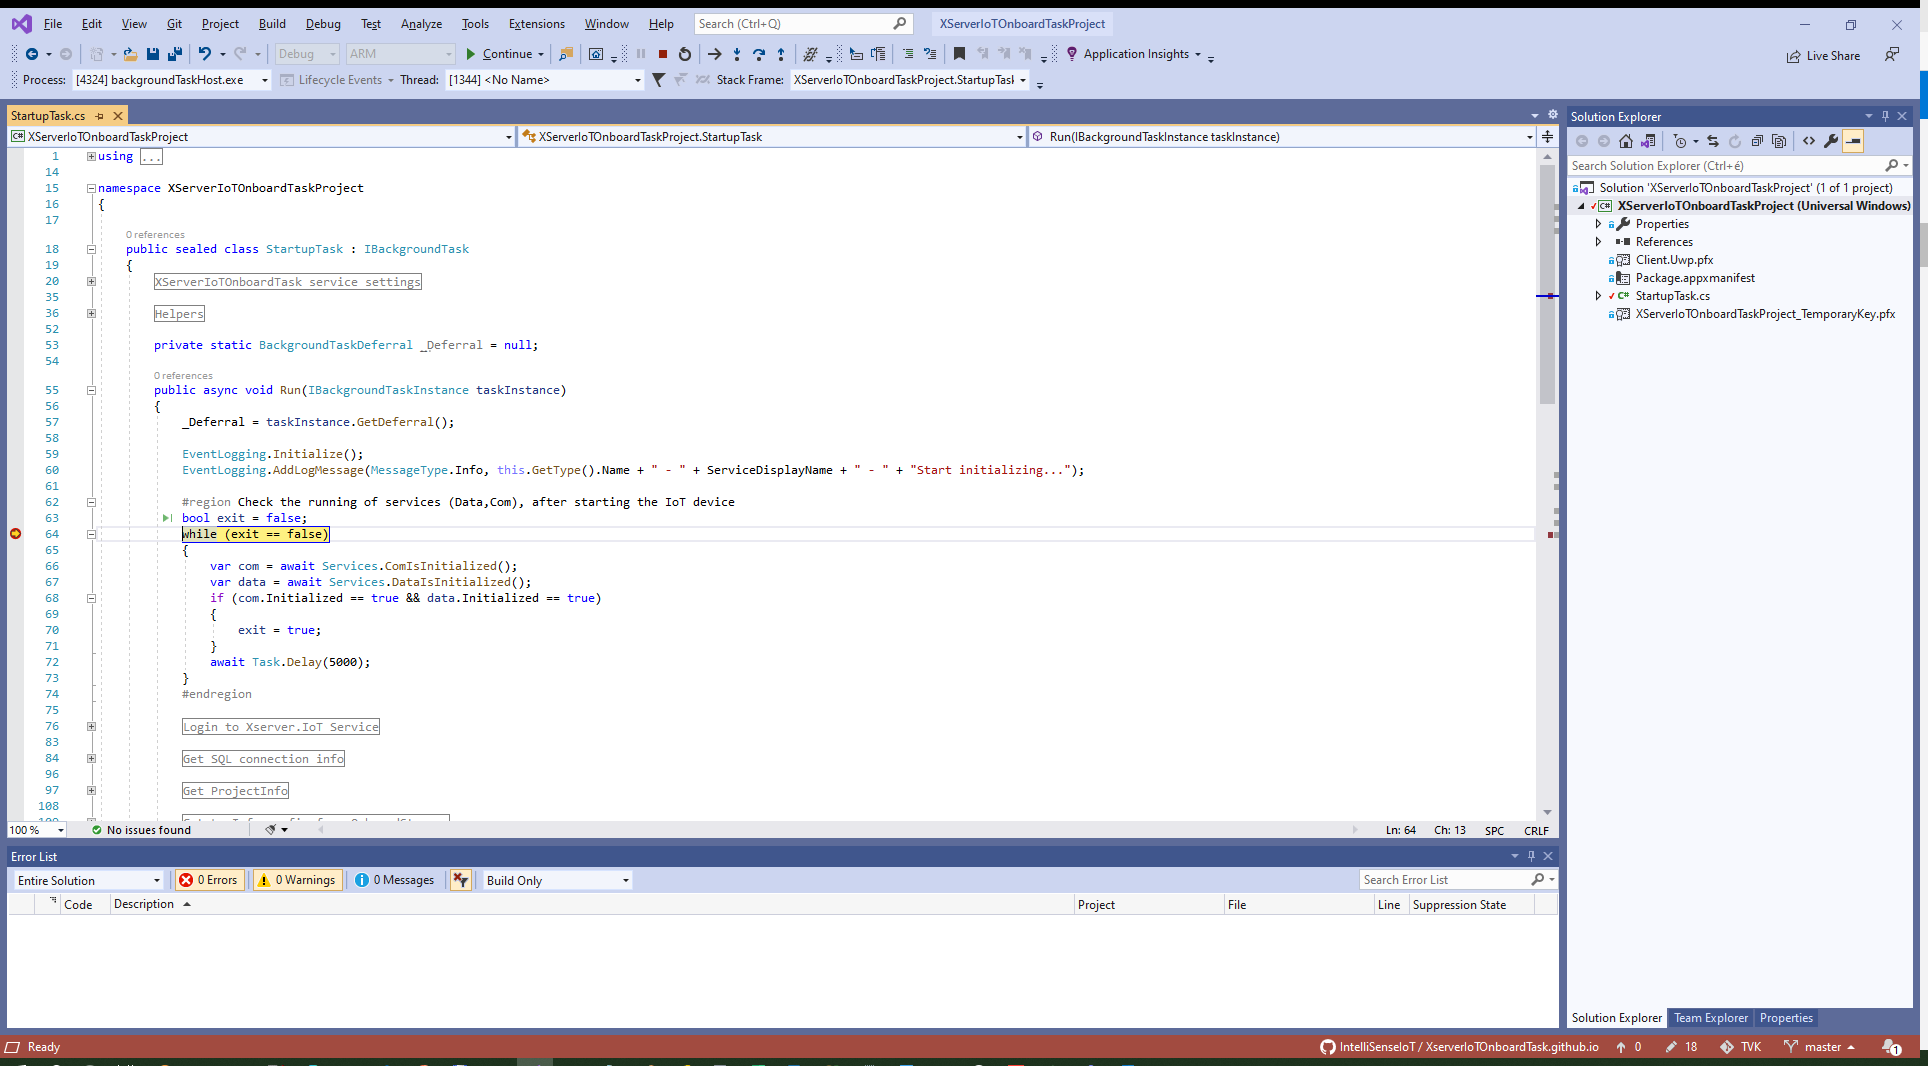 File Edit View Git Project Build Debug Test Analyze Tools Extensions Window Help Search (Ctrl+Q) XServerIoTOnboardTaskProject
Debug ARM Continue Application Insights Live Share
Process: [4324] backgroundTaskHost.exe Lifecycle Events Thread: [1344] <No Name> Stack Frame: XServerIoTOnboardTaskProject.StartupTask
StartupTask.cs
XServerIoTOnboardTaskProject XServerIoTOnboardTaskProject.StartupTask Run(IBackgroundTaskInstance taskInstance)
1 using ...
14
15 namespace XServerIoTOnboardTaskProject
16 {
17
0 references
18 public sealed class StartupTask : IBackgroundTask
19 {
20 XServerIoTOnboardTask service settings
35
36 Helpers
52
53 private static BackgroundTaskDeferral _Deferral = null;
54
0 references
55 public async void Run(IBackgroundTaskInstance taskInstance)
56 {
57 _Deferral = taskInstance.GetDeferral();
58
59 EventLogging.Initialize();
60 EventLogging.AddLogMessage(MessageType.Info, this.GetType().Name + " - " + ServiceDisplayName + " - " + "Start initializing...");
61
62 #region Check the running of services (Data,Com), after starting the IoT device
63 bool exit = false;
64 while (exit == false)
65 {
66 var com = await Services.ComIsInitialized();
67 var data = await Services.DataIsInitialized();
68 if (com.Initialized == true && data.Initialized == true)
69 {
70 exit = true;
71 }
72 await Task.Delay(5000);
73 }
74 #endregion
75
76 Login to Xserver.IoT Service
83
84 Get SQL connection info
96
97 Get ProjectInfo
108
100 % No issues found Ln: 64 Ch: 13 SPC CRLF
Error List
Entire Solution 0 Errors 0 Warnings 0 Messages Build Only Search Error List
Code Description Project File Line Suppression State
Solution Explorer
Search Solution Explorer (Ctrl+é)
Solution 'XServerIoTOnboardTaskProject' (1 of 1 project)
XServerIoTOnboardTaskProject (Universal Windows)
Properties
References
Client.Uwp.pfx
Package.appxmanifest
StartupTask.cs
XServerIoTOnboardTaskProject_TemporaryKey.pfx
Solution Explorer Team Explorer Properties
Ready IntelliSenseIoT / XserverIoTOnboardTask.github.io 0 18 TVK master 1